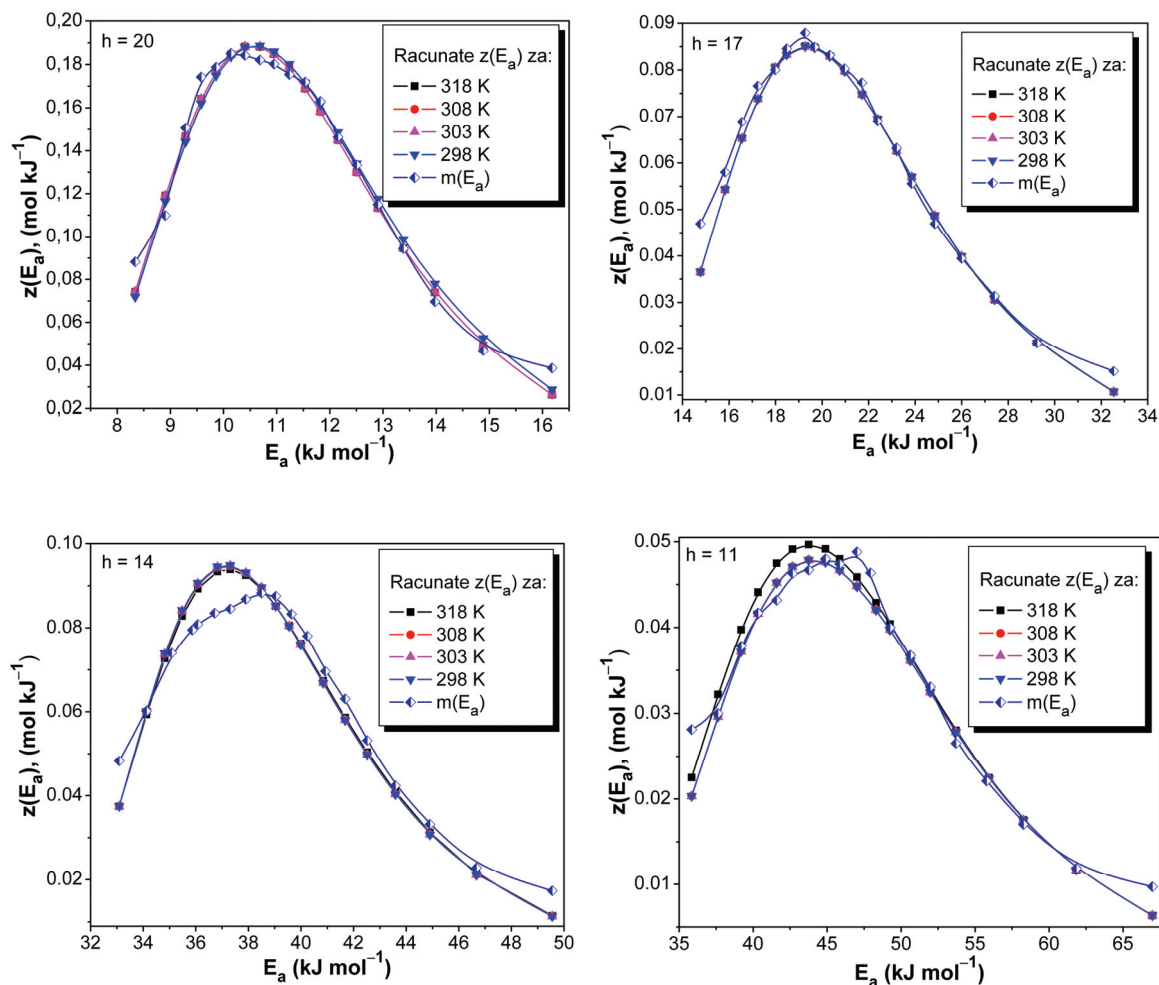 h = 20
Racunate z(Ea) za:
318 K
308 K
303 K
298 K
m(Ea)
z(Ea), (mol kJ⁻¹)
0,20
0,18
0,16
0,14
0,12
0,10
0,08
0,06
0,04
0,02
8 9 10 11 12 13 14 15 16
Ea (kJ mol⁻¹)
h = 17
Racunate z(Ea) za:
318 K
308 K
303 K
298 K
m(Ea)
z(Ea), (mol kJ⁻¹)
0.09
0.08
0.07
0.06
0.05
0.04
0.03
0.02
0.01
14 16 18 20 22 24 26 28 30 32 34
Ea (kJ mol⁻¹)
h = 14
Racunate z(Ea) za:
318 K
308 K
303 K
298 K
m(Ea)
z(Ea), (mol kJ⁻¹)
0.10
0.08
0.06
0.04
0.02
32 34 36 38 40 42 44 46 48 50
Ea (kJ mol⁻¹)
h = 11
Racunate z(Ea) za:
318 K
308 K
303 K
298 K
m(Ea)
z(Ea), (mol kJ⁻¹)
0.05
0.04
0.03
0.02
0.01
35 40 45 50 55 60 65
Ea (kJ mol⁻¹)